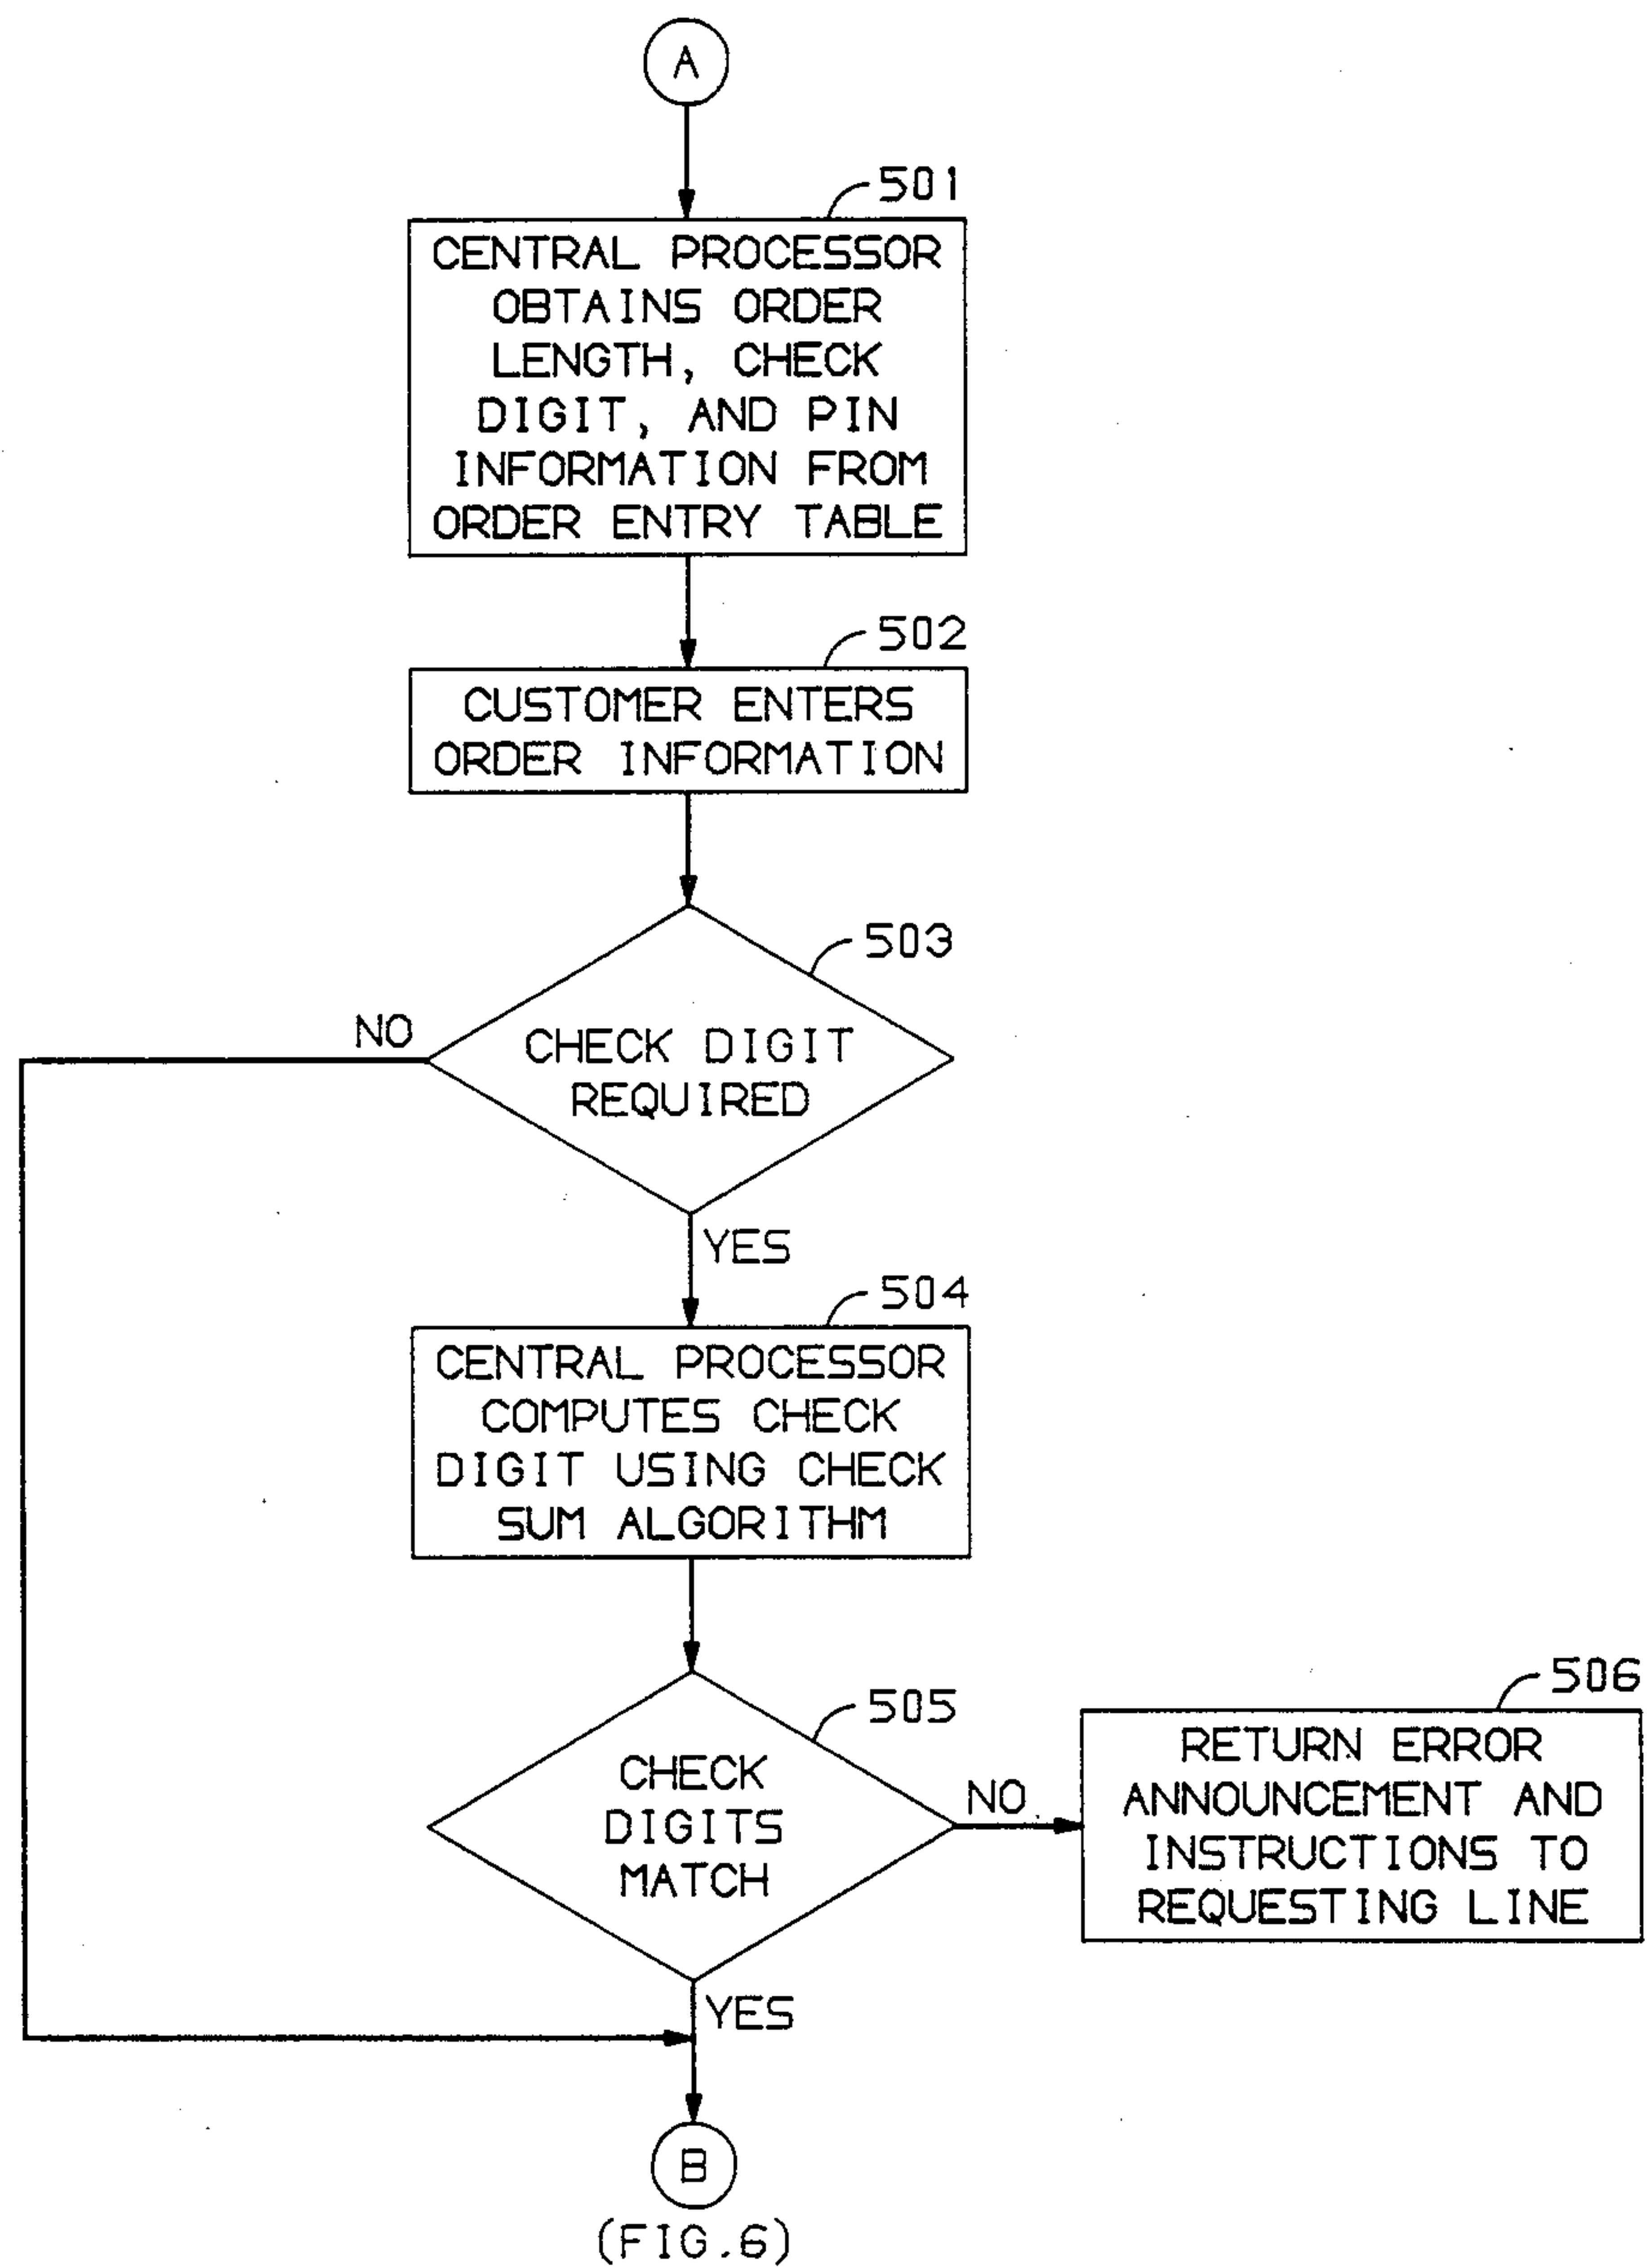 A
501
CENTRAL PROCESSOR
OBTAINS ORDER
LENGTH, CHECK
DIGIT, AND PIN
INFORMATION FROM
ORDER ENTRY TABLE
502
CUSTOMER ENTERS
ORDER INFORMATION
503
NO
CHECK DIGIT
REQUIRED
YES
504
CENTRAL PROCESSOR
COMPUTES CHECK
DIGIT USING CHECK
SUM ALGORITHM
505
CHECK
DIGITS
MATCH
NO
506
RETURN ERROR
ANNOUNCEMENT AND
INSTRUCTIONS TO
REQUESTING LINE
YES
B
(FIG.6)